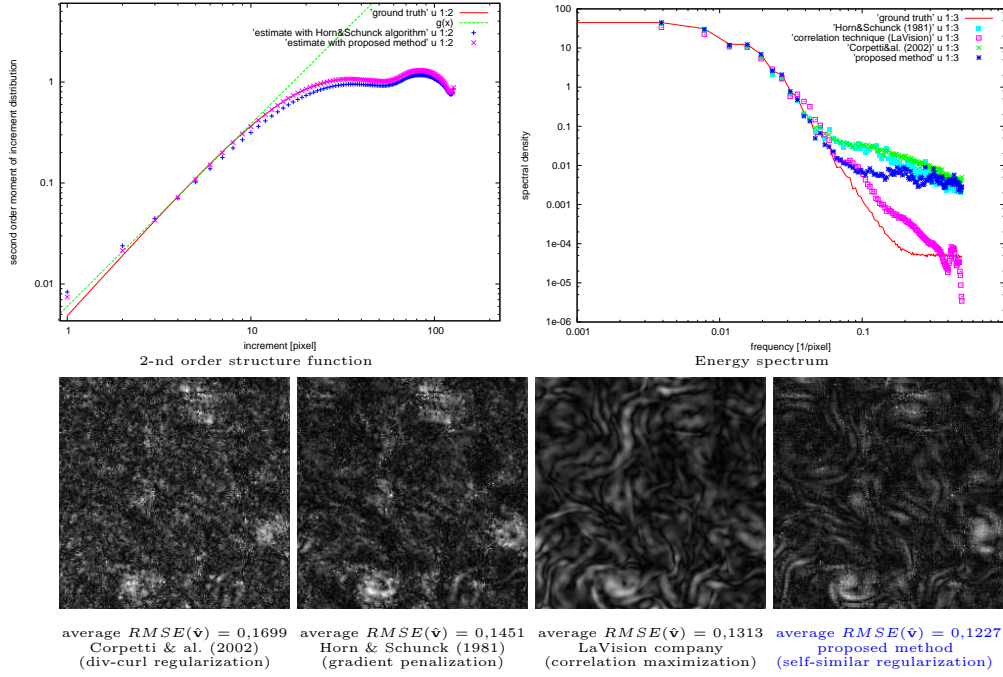 'ground truth' u 1:2
g(x)
'estimate with Horn&Schunck algorithm' u 1:2
'estimate with proposed method' u 1:2
second order moment of increment distribution
1
0.1
0.01
1
10
100
increment [pixel]
2-nd order structure function
'ground truth' u 1:3
'Horn&Schunck (1981)' u 1:3
'correlation technique (LaVision)' u 1:3
'Corpetti&al. (2002)' u 1:3
'proposed method' u 1:3
spectral density
100
10
1
0.1
0.01
0.001
1e-04
1e-05
1e-06
0.001
0.01
0.1
frequency [1/pixel]
Energy spectrum
average RMSE(v̂) = 0,1699
Corpetti & al. (2002)
(div-curl regularization)
average RMSE(v̂) = 0,1451
Horn & Schunck (1981)
(gradient penalization)
average RMSE(v̂) = 0,1313
LaVision company
(correlation maximization)
average RMSE(v̂) = 0,1227
proposed method
(self-similar regularization)